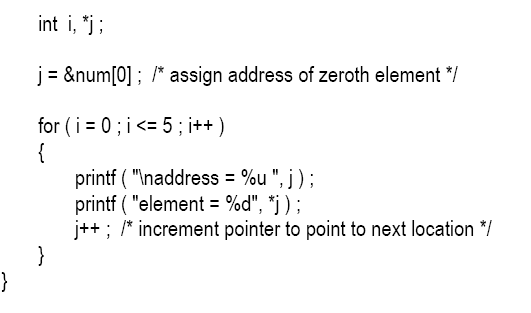 int i, *j ;
j = &num[0] ; /* assign address of zeroth element */
for ( i = 0 ; i <= 5 ; i++ )
{
printf ( "\naddress = %u ", j ) ;
printf ( "element = %d", *j ) ;
j++ ; /* increment pointer to point to next location */
}
}